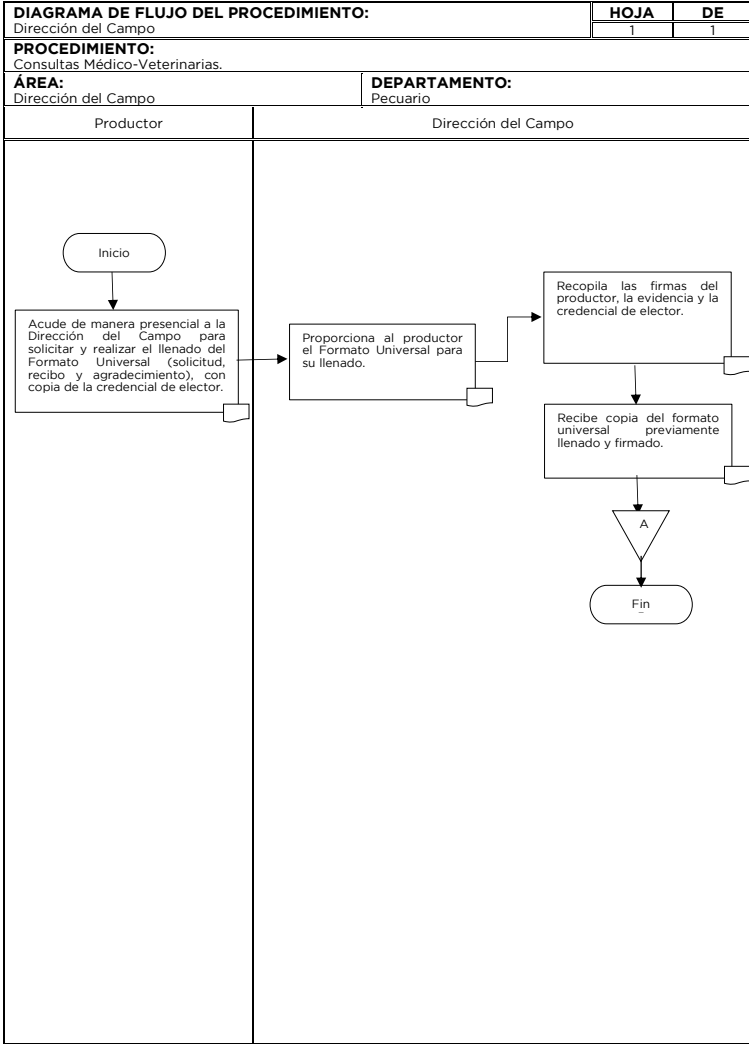 DIAGRAMA DE FLUJO DEL PROCEDIMIENTO:
Dirección del Campo
HOJA DE
1 1
PROCEDIMIENTO:
Consultas Médico-Veterinarias.
ÁREA:
Dirección del Campo
DEPARTAMENTO:
Pecuario
Productor
Dirección del Campo
Inicio
Acude de manera presencial a la
Dirección del Campo para
solicitar y realizar el llenado del
Formato Universal (solicitud,
recibo y agradecimiento), con
copia de la credencial de elector.
Proporciona al productor
el Formato Universal para
su llenado.
Recopila las firmas del
productor, la evidencia y la
credencial de elector.
Recibe copia del formato
universal previamente
llenado y firmado.
A
Fin